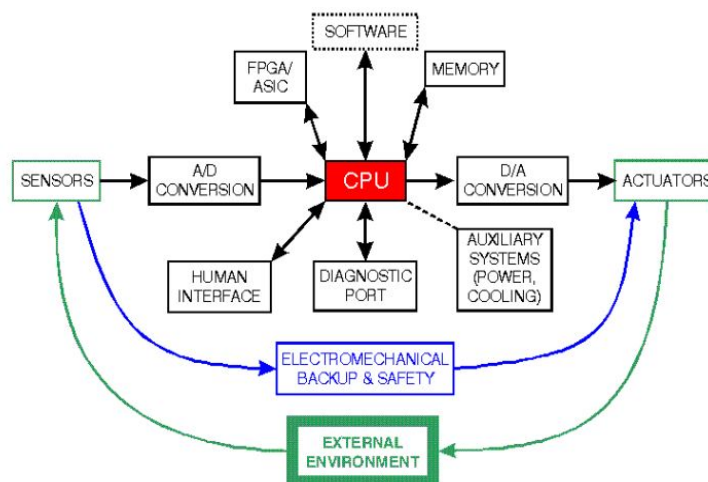 SOFTWARE
FPGA/
ASIC
MEMORY
SENSORS
A/D
CONVERSION
CPU
D/A
CONVERSION
ACTUATORS
HUMAN
INTERFACE
DIAGNOSTIC
PORT
AUXILIARY
SYSTEMS
(POWER,
COOLING)
ELECTROMECHANICAL
BACKUP & SAFETY
EXTERNAL
ENVIRONMENT